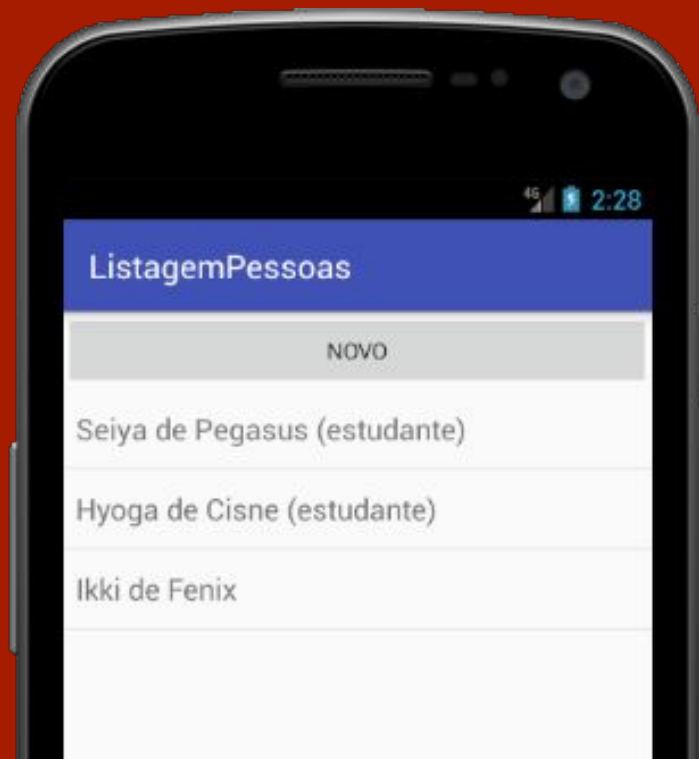 4G 2:28
ListagemPessoas
NOVO
Seiya de Pegasus (estudante)
Hyoga de Cisne (estudante)
Ikki de Fenix